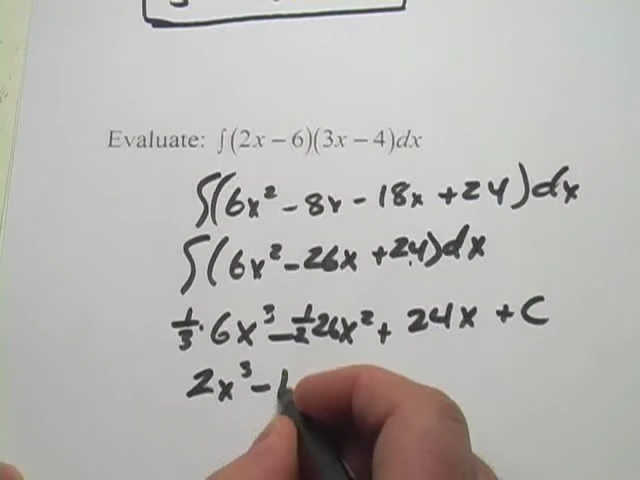 Evaluate: ∫(2x − 6)(3x − 4)dx
∫(6x² - 8x - 18x + 24)dx
∫(6x² - 26x + 24)dx
1/3 · 6x³ - 1/2 26x² + 24x + C
2x³ - 1